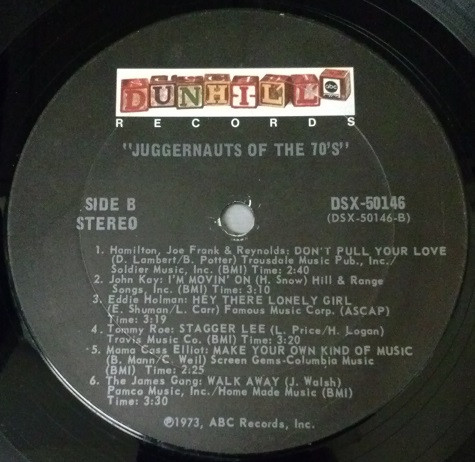 DUNHILL abc
RECORDS
"JUGGERNAUTS OF THE 70'S"
SIDE B DSX-50146
STEREO (DSX-50146-B)
1. Hamilton, Joe Frank & Reynolds: DON'T PULL YOUR LOVE
(D. Lambert/B. Potter) Trousdale Music Pub., Inc./
Soldier Music, Inc. (BMI) Time: 2:40
2. John Kay: I'M MOVIN' ON (H. Snow) Hill & Range
Songs, Inc. (BMI) Time: 3:10
3. Eddie Holman: HEY THERE LONELY GIRL
(E. Shuman/L. Carr) Famous Music Corp. (ASCAP)
Time: 3:19
4. Tommy Roe: STAGGER LEE (L. Price/H. Logan)
Travis Music Co. (BMI) Time: 3:20
5. Mama Cass Elliot: MAKE YOUR OWN KIND OF MUSIC
(B. Mann/C. Weil) Screen Gems-Columbia Music
(BMI) Time: 2:25
6. The James Gang: WALK AWAY (J. Walsh)
Pamco Music, Inc./Home Made Music (BMI)
Time: 3:30
℗1973, ABC Records, Inc.